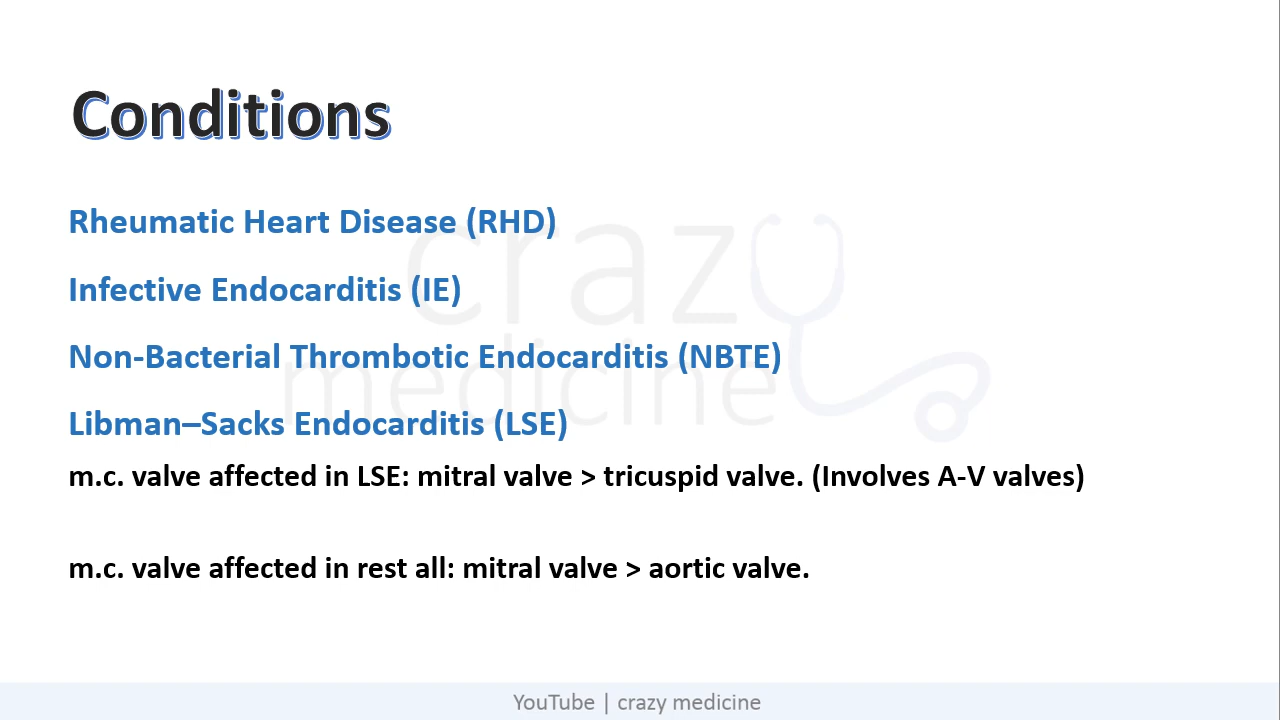 Conditions
Rheumatic Heart Disease (RHD)
Infective Endocarditis (IE)
Non-Bacterial Thrombotic Endocarditis (NBTE)
Libman–Sacks Endocarditis (LSE)
m.c. valve affected in LSE: mitral valve > tricuspid valve. (Involves A-V valves)
m.c. valve affected in rest all: mitral valve > aortic valve.
crazy
medicine
YouTube | crazy medicine